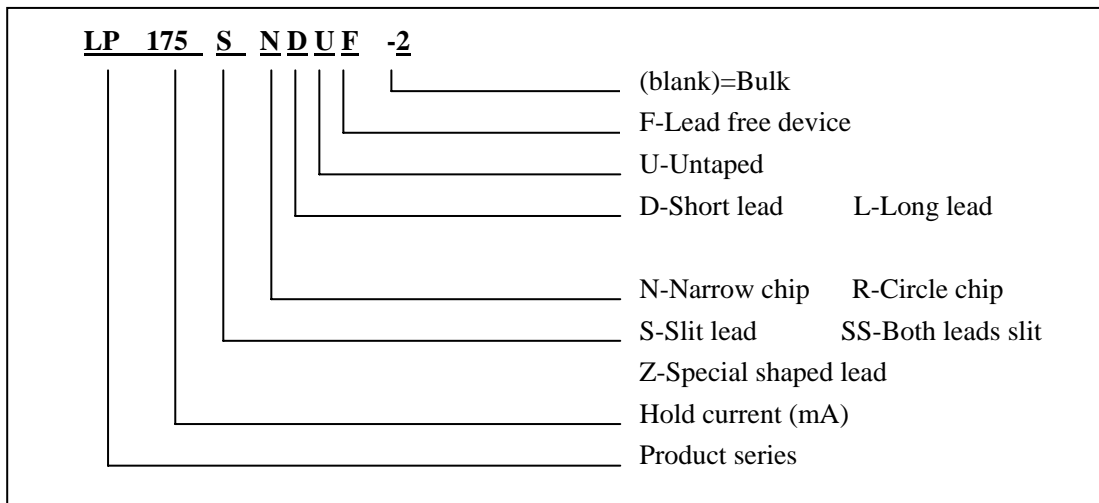 LP 175 S N D U F -2
(blank)=Bulk
F-Lead free device
U-Untaped
D-Short lead L-Long lead
N-Narrow chip R-Circle chip
S-Slit lead SS-Both leads slit
Z-Special shaped lead
Hold current (mA)
Product series